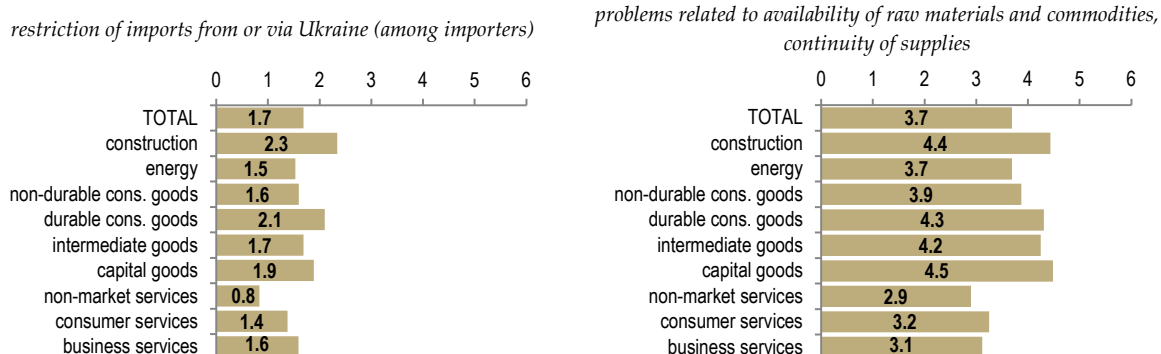 restriction of imports from or via Ukraine (among importers)
0 1 2 3 4 5 6
TOTAL 1.7
construction 2.3
energy 1.5
non-durable cons. goods 1.6
durable cons. goods 2.1
intermediate goods 1.7
capital goods 1.9
non-market services 0.8
consumer services 1.4
business services 1.6
problems related to availability of raw materials and commodities,
continuity of supplies
0 1 2 3 4 5 6
TOTAL 3.7
construction 4.4
energy 3.7
non-durable cons. goods 3.9
durable cons. goods 4.3
intermediate goods 4.2
capital goods 4.5
non-market services 2.9
consumer services 3.2
business services 3.1